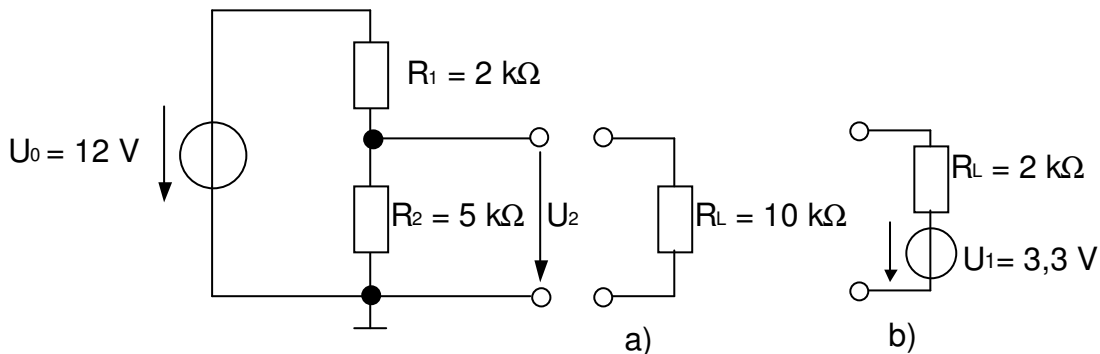 R1 = 2 kΩ
U0 = 12 V
R2 = 5 kΩ
U2
RL = 10 kΩ
a)
RL = 2 kΩ
U1= 3,3 V
b)